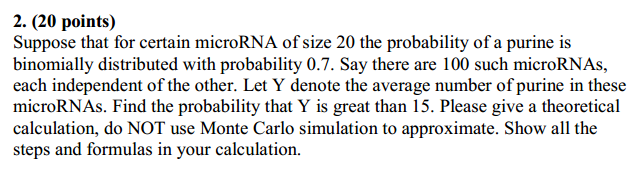 2. (20 points)
Suppose that for certain microRNA of size 20 the probability of a purine is
binomially distributed with probability 0.7. Say there are 100 such microRNAs,
each independent of the other. Let Y denote the average number of purine in these
microRNAs. Find the probability that Y is great than 15. Please give a theoretical
calculation, do NOT use Monte Carlo simulation to approximate. Show all the
steps and formulas in your calculation.